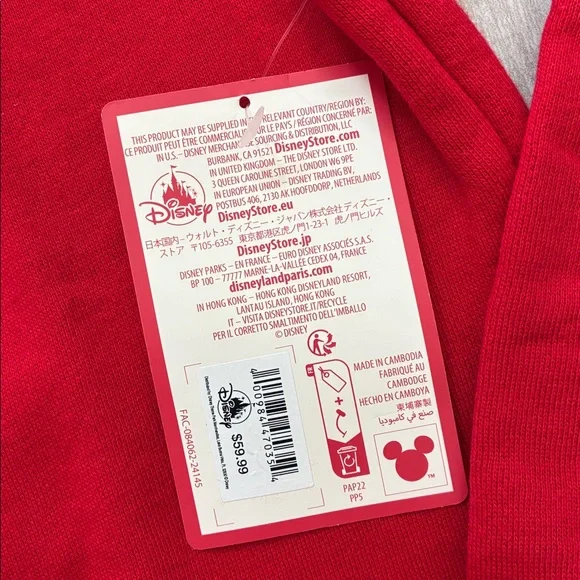 THIS PRODUCT MAY BE SUPPLIED IN RELEVANT COUNTRY/REGION BY:
CE PRODUIT PEUT ÊTRE COMMERCIAL POUR LE PAYS / RÉGION CONCERNÉ PAR:
IN U.S. – DISNEY MERCHANDISE SOURCING & DISTRIBUTION, LLC
BURBANK, CA 91521 DisneyStore.com
IN UNITED KINGDOM – THE DISNEY STORE LTD.
3 QUEEN CAROLINE STREET, LONDON W6 9PE
IN EUROPEAN UNION – DISNEY TRADING BV,
POSTBUS 406, 2130 AK HOOFDDORP, NETHERLANDS
DisneyStore.eu
DISNEY
日本国内–ウォルト・ディズニー・ジャパン株式会社 ディズニー
ストア 〒105-6355 東京都港区虎ノ門1-23-1 虎ノ門ヒルズ
DisneyStore.jp
DISNEY PARKS – EN FRANCE – EURO DISNEY ASSOCIÉS S.A.S.
BP 100 – 77777 MARNE-LA-VALLÉE CEDEX 04, FRANCE
disneylandparis.com
IN HONG KONG – HONG KONG DISNEYLAND RESORT,
LANTAU ISLAND, HONG KONG
IT – VISITA DISNEYSTORE.IT/RECYCLE
PER IL CORRETTO SMALTIMENTO DELL'IMBALLO
© DISNEY
FAC-084062-24145
DISNEY
$59.99
4 00984 47035 4
FR
+
PAP22
PP5
MADE IN CAMBODIA
FABRIQUÉ AU
CAMBODGE
HECHO EN CAMBOYA
柬埔寨製
صنع في كامبوديا
TM